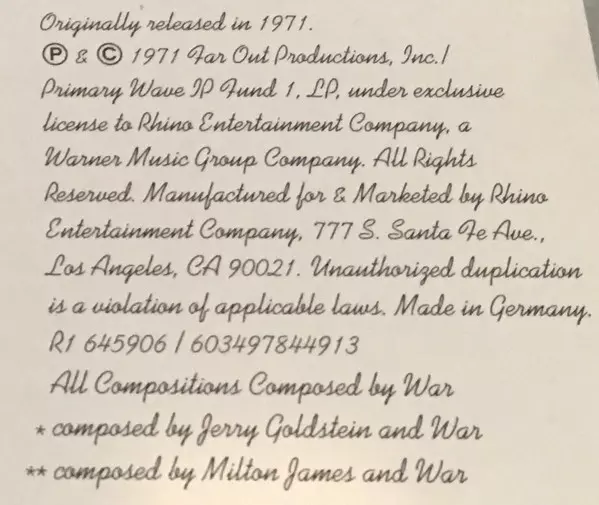 Originally released in 1971.
Ⓟ & © 1971 Far Out Productions, Inc./
Primary Wave IP Fund 1, LP, under exclusive
license to Rhino Entertainment Company, a
Warner Music Group Company. All Rights
Reserved. Manufactured for & Marketed by Rhino
Entertainment Company, 777 S. Santa Fe Ave.,
Los Angeles, CA 90021. Unauthorized duplication
is a violation of applicable laws. Made in Germany.
R1 645906 / 603497844913
All Compositions Composed by War
* composed by Jerry Goldstein and War
** composed by Milton James and War